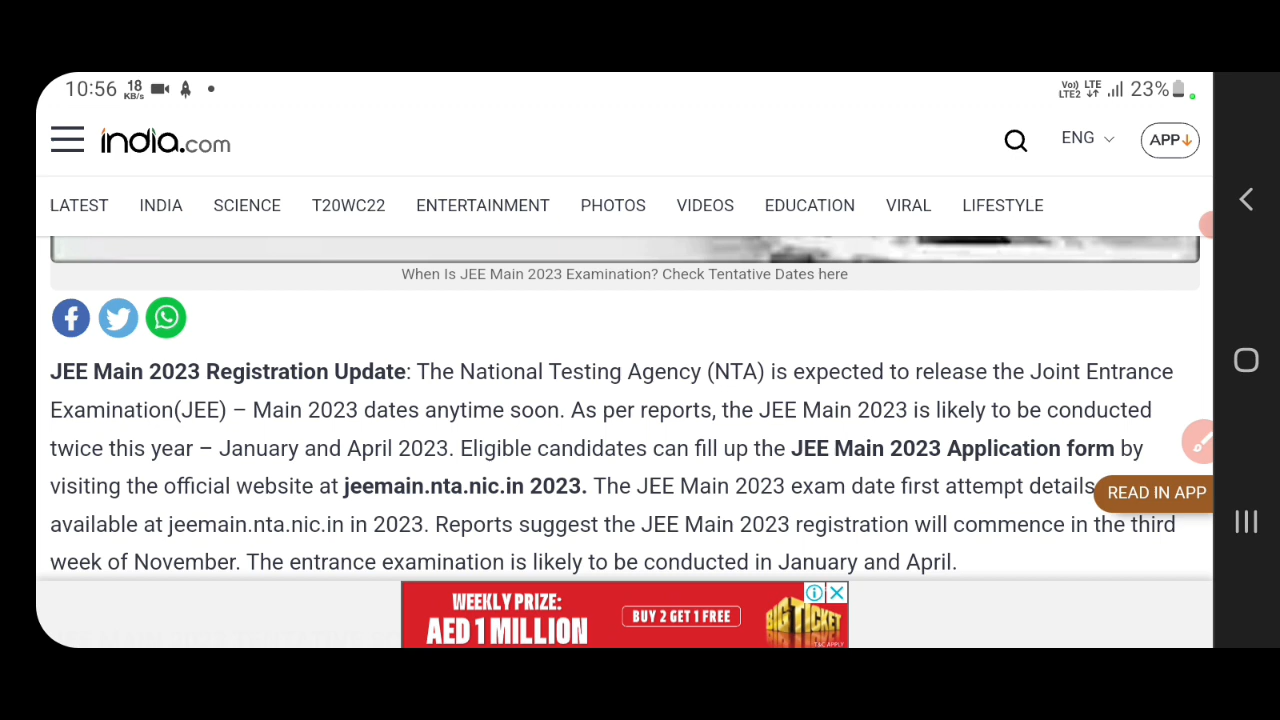 10:56 18 KB/s
Vo) LTE LTE2 23%
india.com
ENG
APP
LATEST INDIA SCIENCE T20WC22 ENTERTAINMENT PHOTOS VIDEOS EDUCATION VIRAL LIFESTYLE
When Is JEE Main 2023 Examination? Check Tentative Dates here
JEE Main 2023 Registration Update: The National Testing Agency (NTA) is expected to release the Joint Entrance
Examination(JEE) – Main 2023 dates anytime soon. As per reports, the JEE Main 2023 is likely to be conducted
twice this year – January and April 2023. Eligible candidates can fill up the JEE Main 2023 Application form by
visiting the official website at jeemain.nta.nic.in 2023. The JEE Main 2023 exam date first attempt details
READ IN APP
available at jeemain.nta.nic.in in 2023. Reports suggest the JEE Main 2023 registration will commence in the third
week of November. The entrance examination is likely to be conducted in January and April.
WEEKLY PRIZE:
AED 1 MILLION
BUY 2 GET 1 FREE
BIG TICKET
T&C APPLY